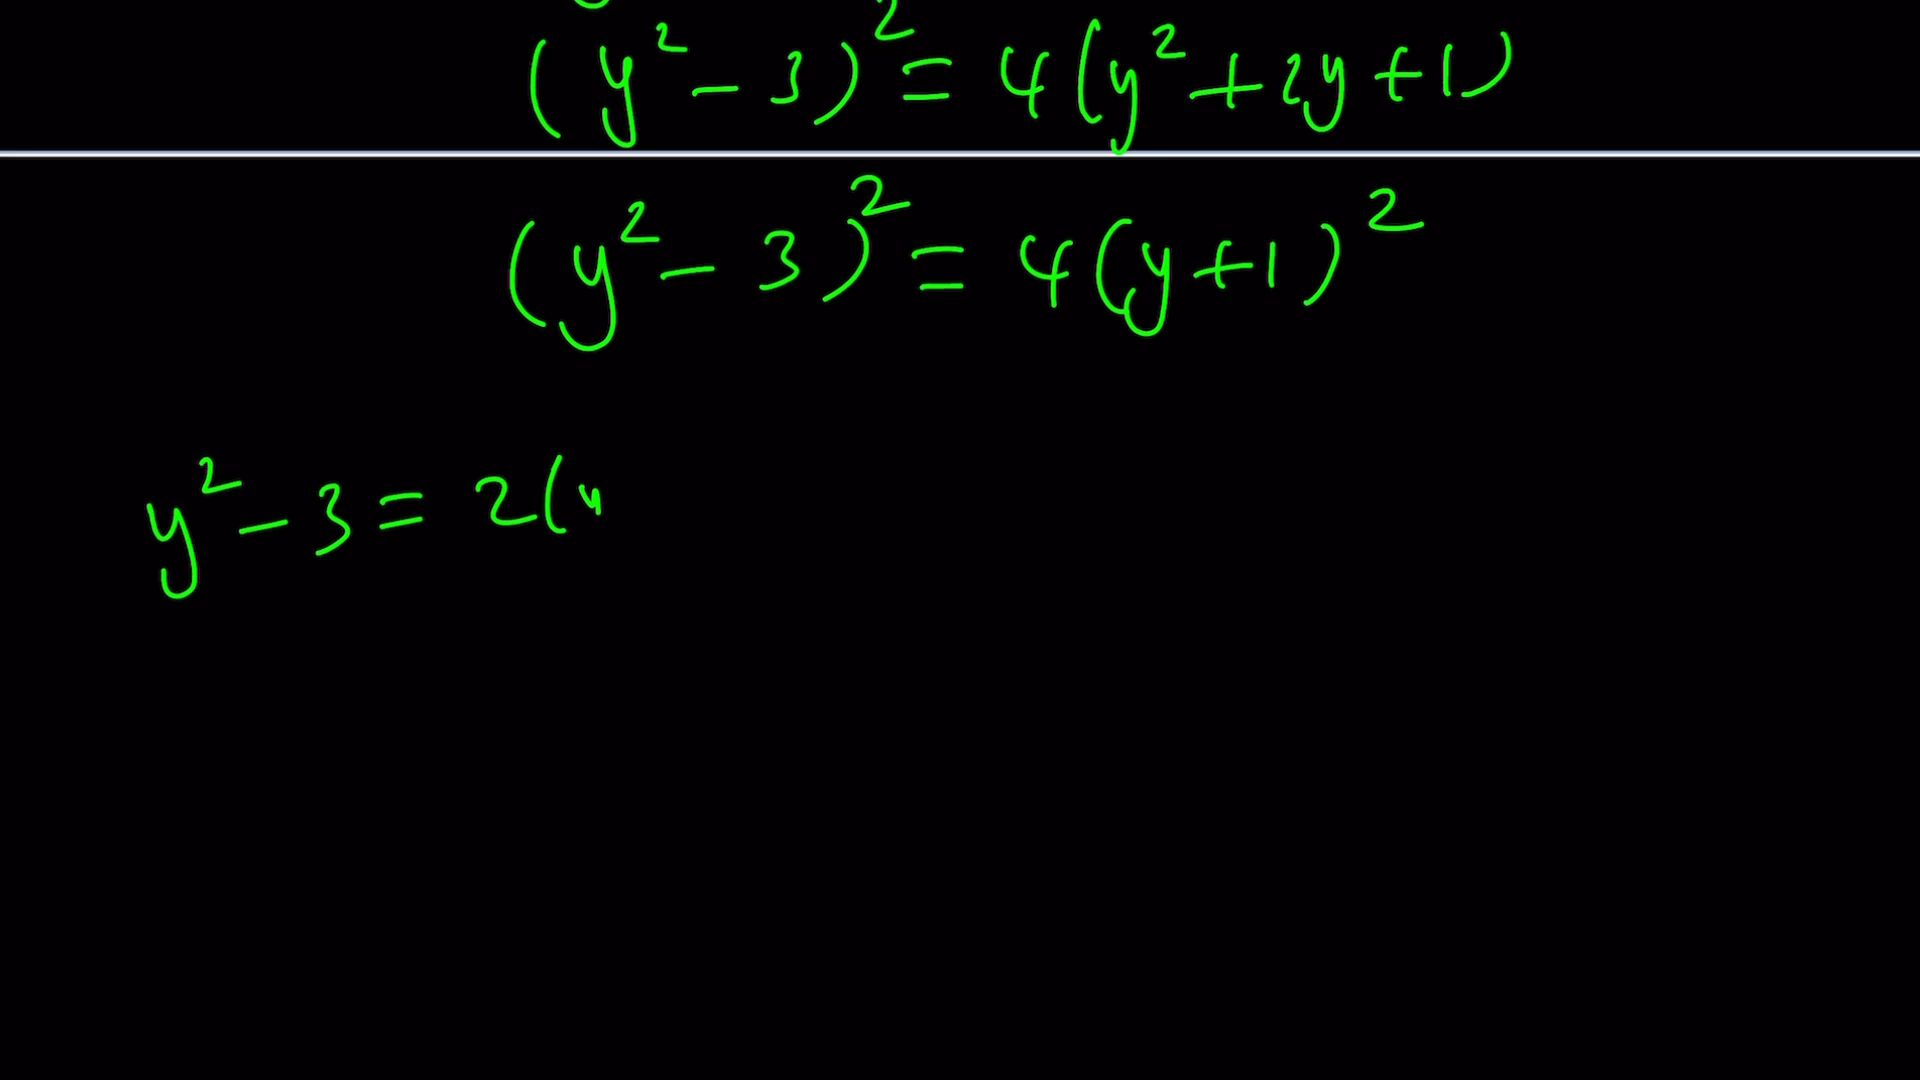 (y² - 3)² = 4(y² + 2y + 1)
(y² - 3)² = 4(y + 1)²
y² - 3 = 2(y